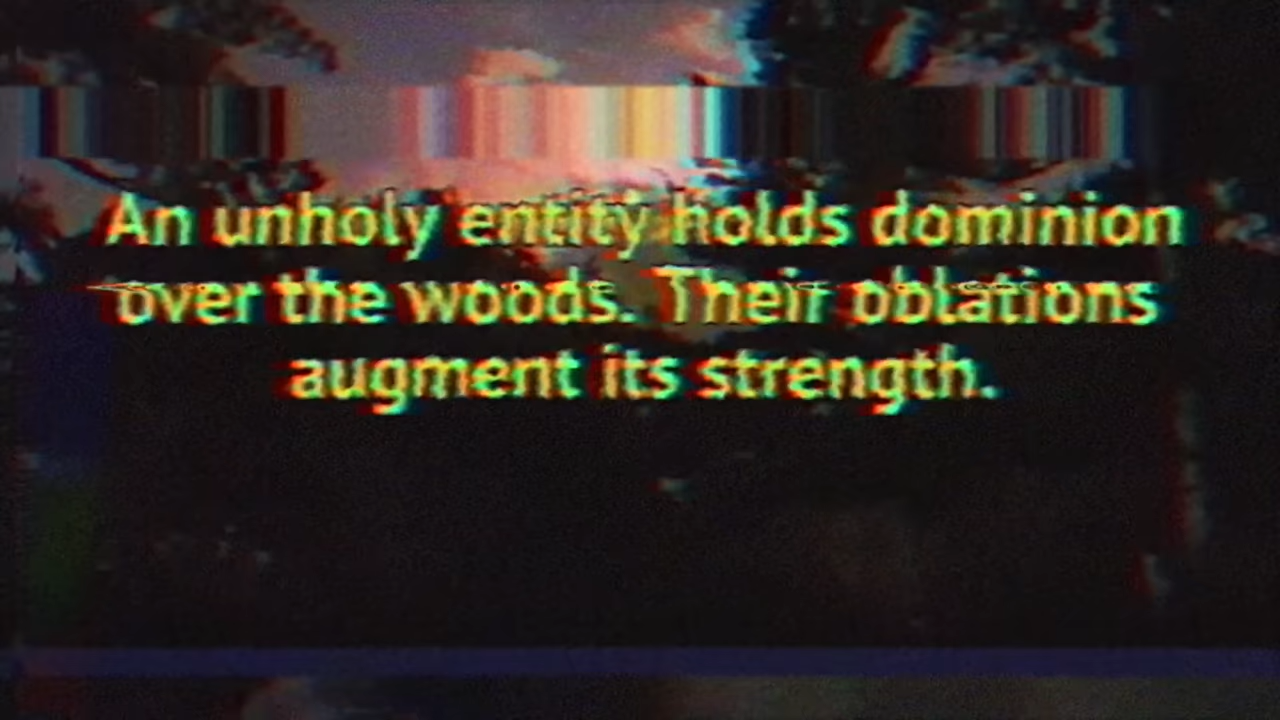 An unholy entity holds dominion
over the woods. Their oblations
augment its strength.